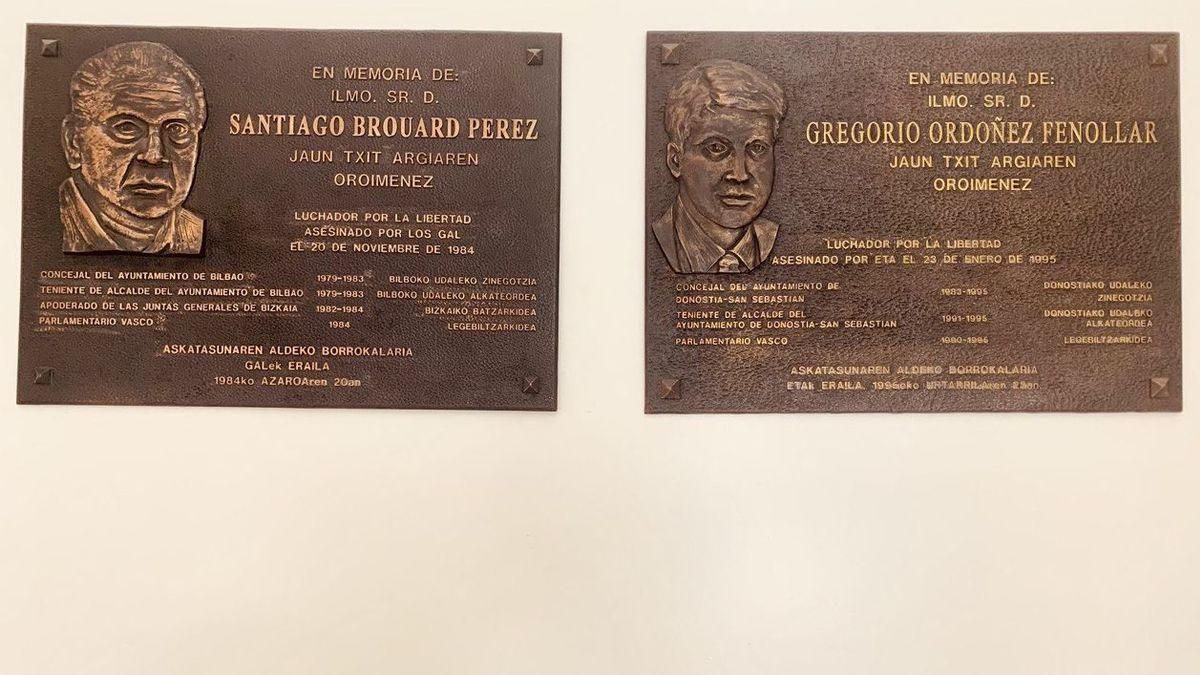 EN MEMORIA DE:
ILMO. SR. D.
SANTIAGO BROUARD PEREZ
JAUN TXIT ARGIAREN
OROIMENEZ
LUCHADOR POR LA LIBERTAD
ASESINADO POR LOS GAL
EL 20 DE NOVIEMBRE DE 1984
CONCEJAL DEL AYUNTAMIENTO DE BILBAO 1979-1983 BILBOKO UDALEKO ZINEGOTZIA
TENIENTE DE ALCALDE DEL AYUNTAMIENTO DE BILBAO 1979-1983 BILBOKO UDALEKO ALKATEORDEA
APODERADO DE LAS JUNTAS GENERALES DE BIZKAIA 1982-1984 BIZKAIKO BATZARKIDEA
PARLAMENTARIO VASCO 1984 LEGEBILTZARKIDEA
ASKATASUNAREN ALDEKO BORROKALARIA
GALek ERAILA
1984ko AZAROAren 20an
EN MEMORIA DE:
ILMO. SR. D.
GREGORIO ORDOÑEZ FENOLLAR
JAUN TXIT ARGIAREN
OROIMENEZ
LUCHADOR POR LA LIBERTAD
ASESINADO POR ETA EL 23 DE ENERO DE 1995
CONCEJAL DEL AYUNTAMIENTO DE
DONOSTIA-SAN SEBASTIAN 1983-1995 DONOSTIAKO UDALEKO
ZINEGOTZIA
TENIENTE DE ALCALDE DEL
AYUNTAMIENTO DE DONOSTIA-SAN SEBASTIAN 1991-1995 DONOSTIAKO UDALEKO
ALKATEORDEA
PARLAMENTARIO VASCO LEGEBILTZARKIDEA
ASKATASUNAREN ALDEKO BORROKALARIA
ETAk ERAILA, 1995eko URTARRILAren 23an